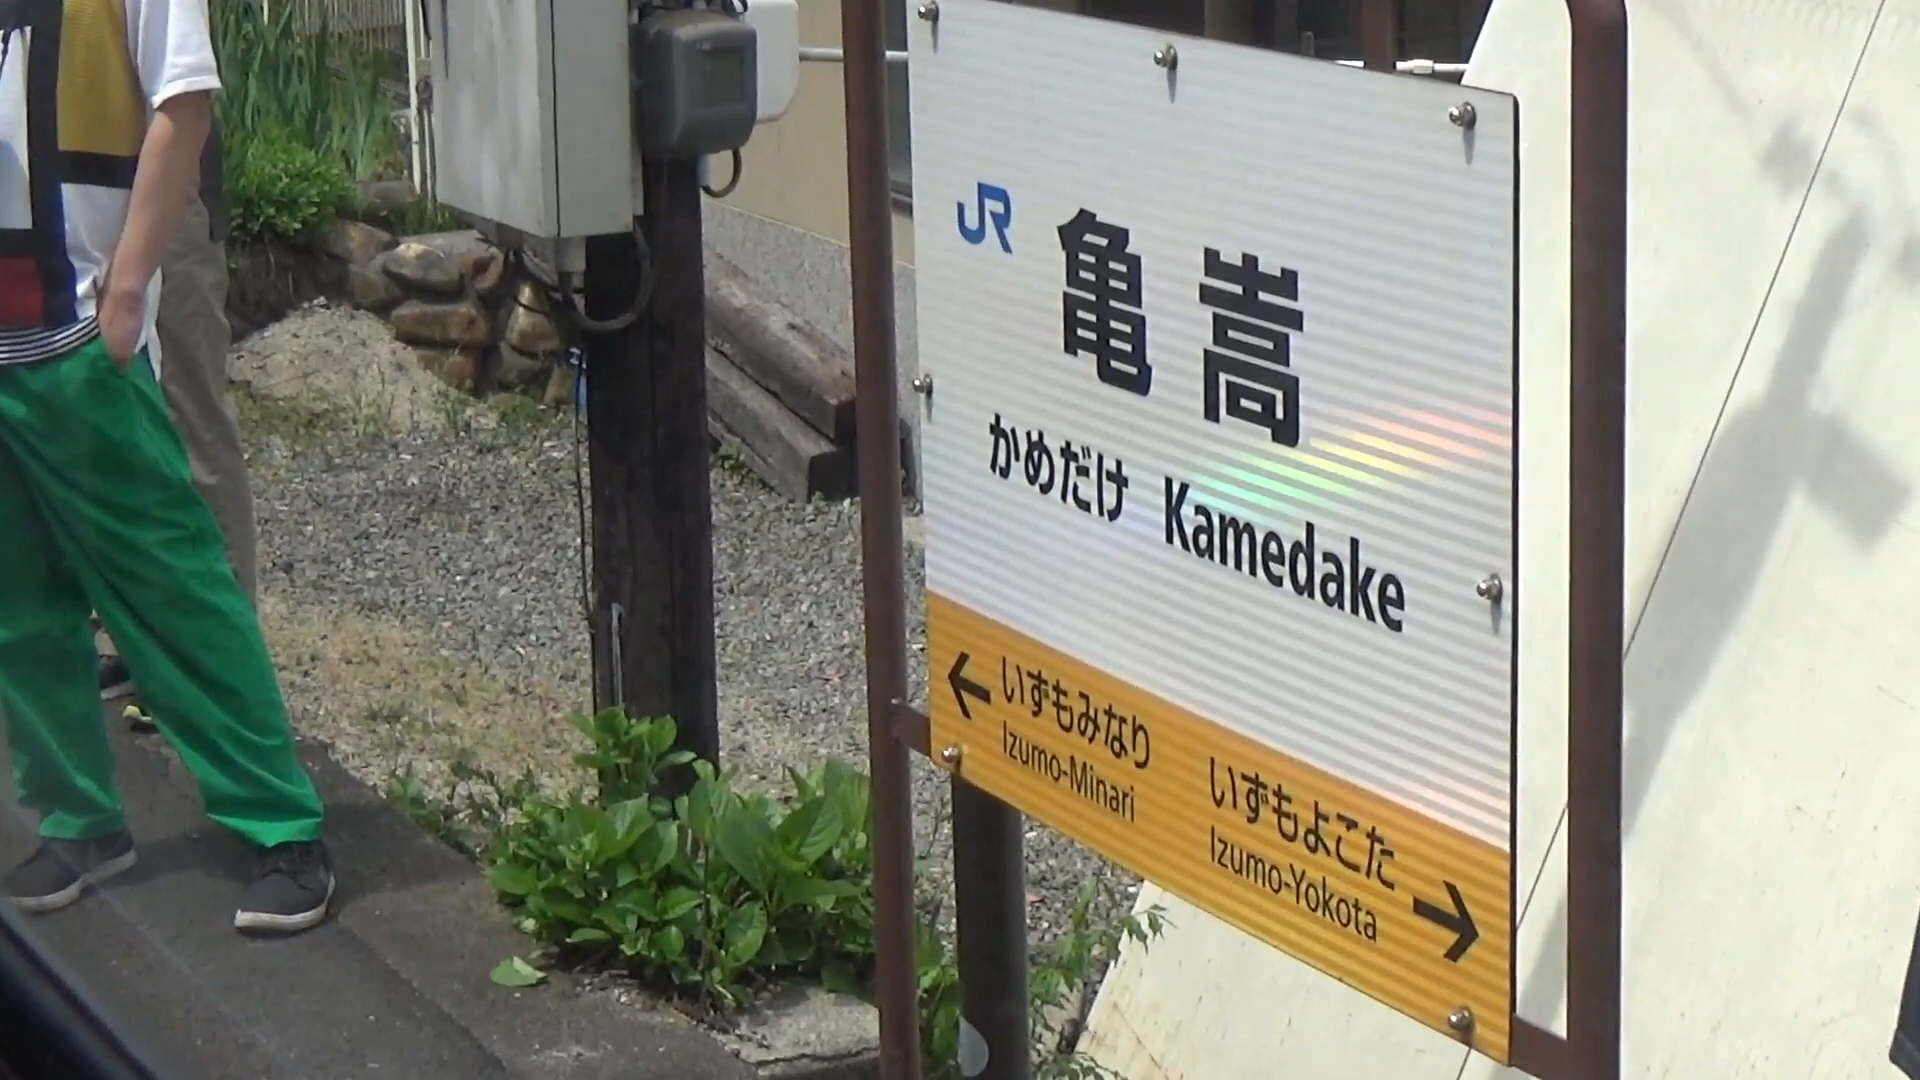 JR 亀嵩
かめだけ Kamedake
← いずもみなり
Izumo-Minari
いずもよこた →
Izumo-Yokota